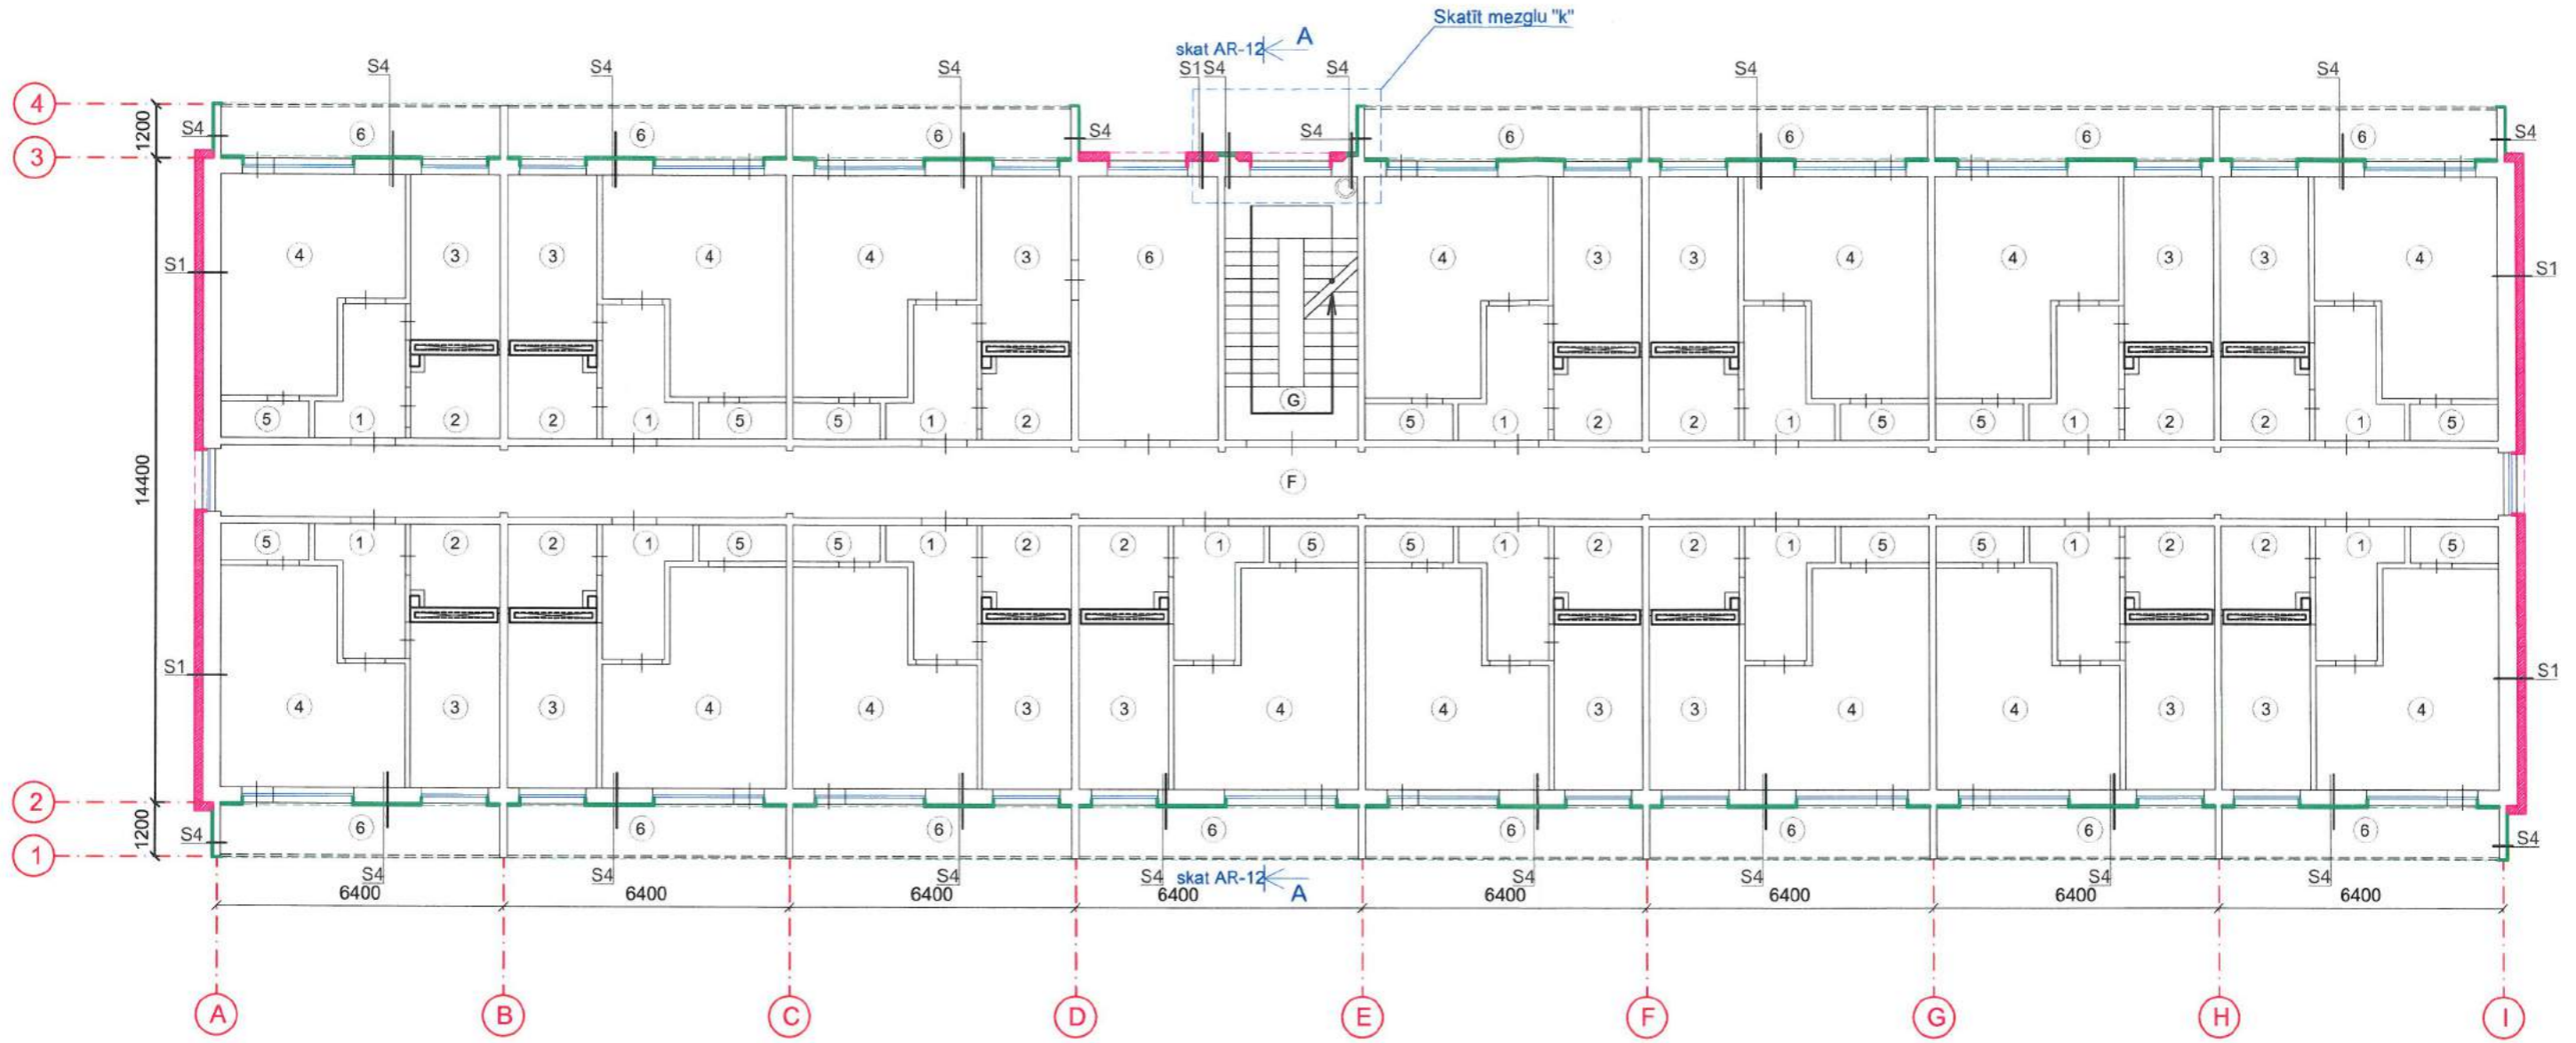 Skatīt mezglu "k"
skat AR-12 A
S4 S4 S4 S1 S4 S4 S4 S4
4
1200
S4 6 6 6 S4 S4 6 6 6 6 S4
3
4 3 3 4 4 3 6 4 3 3 4 4 3 3 4
S1 S1
G
5 1 2 2 1 5 5 1 2 5 1 2 2 1 5 5 1 2 2 1 5
14400
F
5 1 2 2 1 5 5 1 2 2 1 5 5 1 2 2 1 5 5 1 2 2 1 5
S1 S1
4 3 3 4 4 3 3 4 4 3 3 4 4 3 3 4
2
1200
S4 6 6 6 6 6 6 6 6 S4
1
S4 S4 S4 S4 skat AR-12 S4 S4 S4 S4
6400 6400 6400 6400 A 6400 6400 6400 6400
A B C D E F G H I